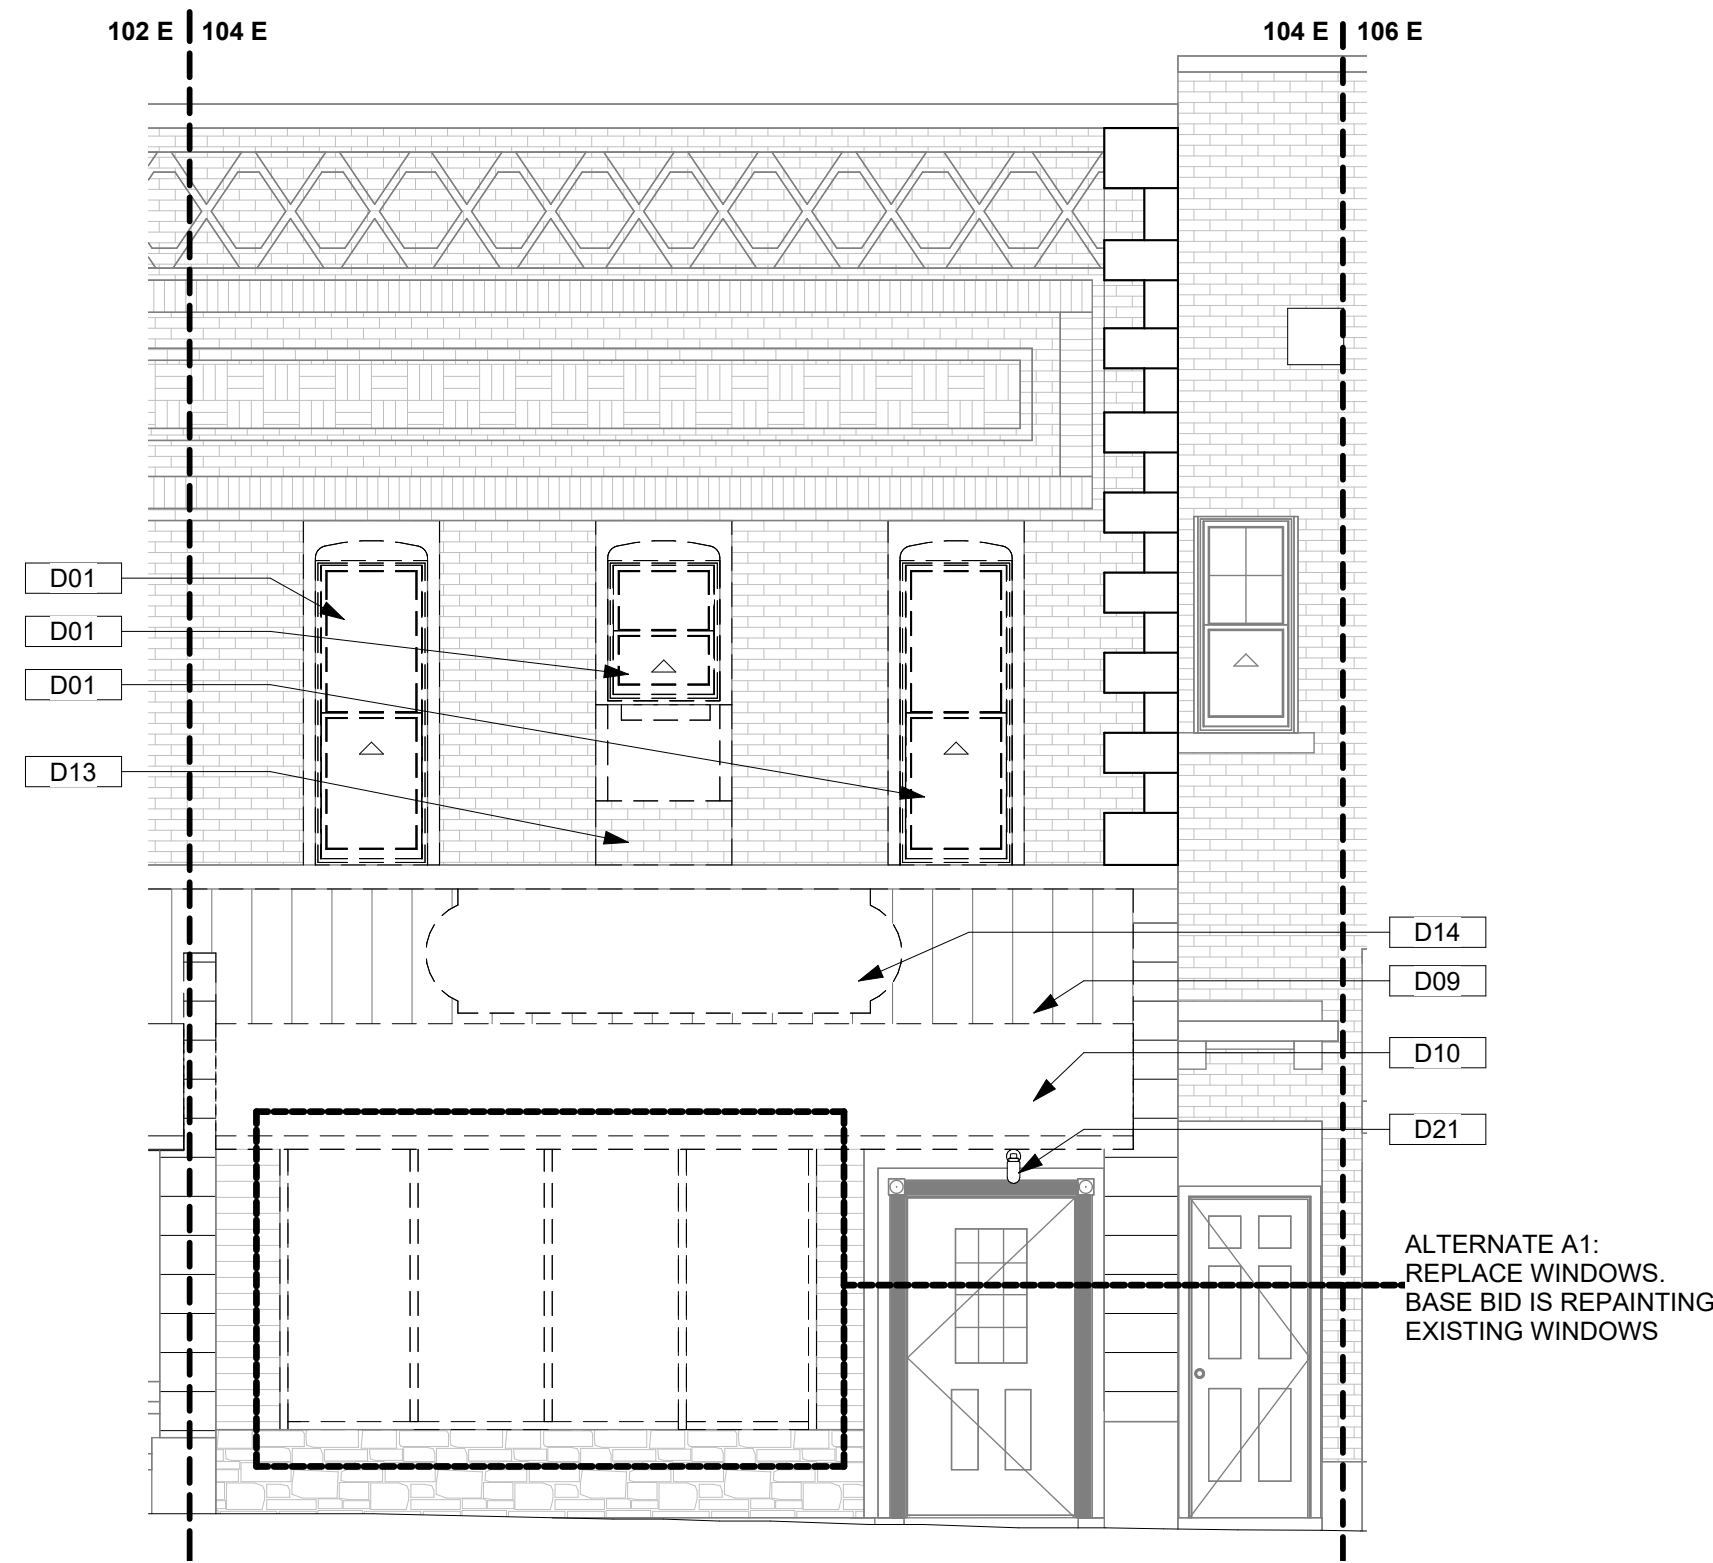 102 E 104 E
104 E 106 E
D01
D01
D01
D13
D14
D09
D10
D21
ALTERNATE A1:
REPLACE WINDOWS.
BASE BID IS REPAINTING
EXISTING WINDOWS